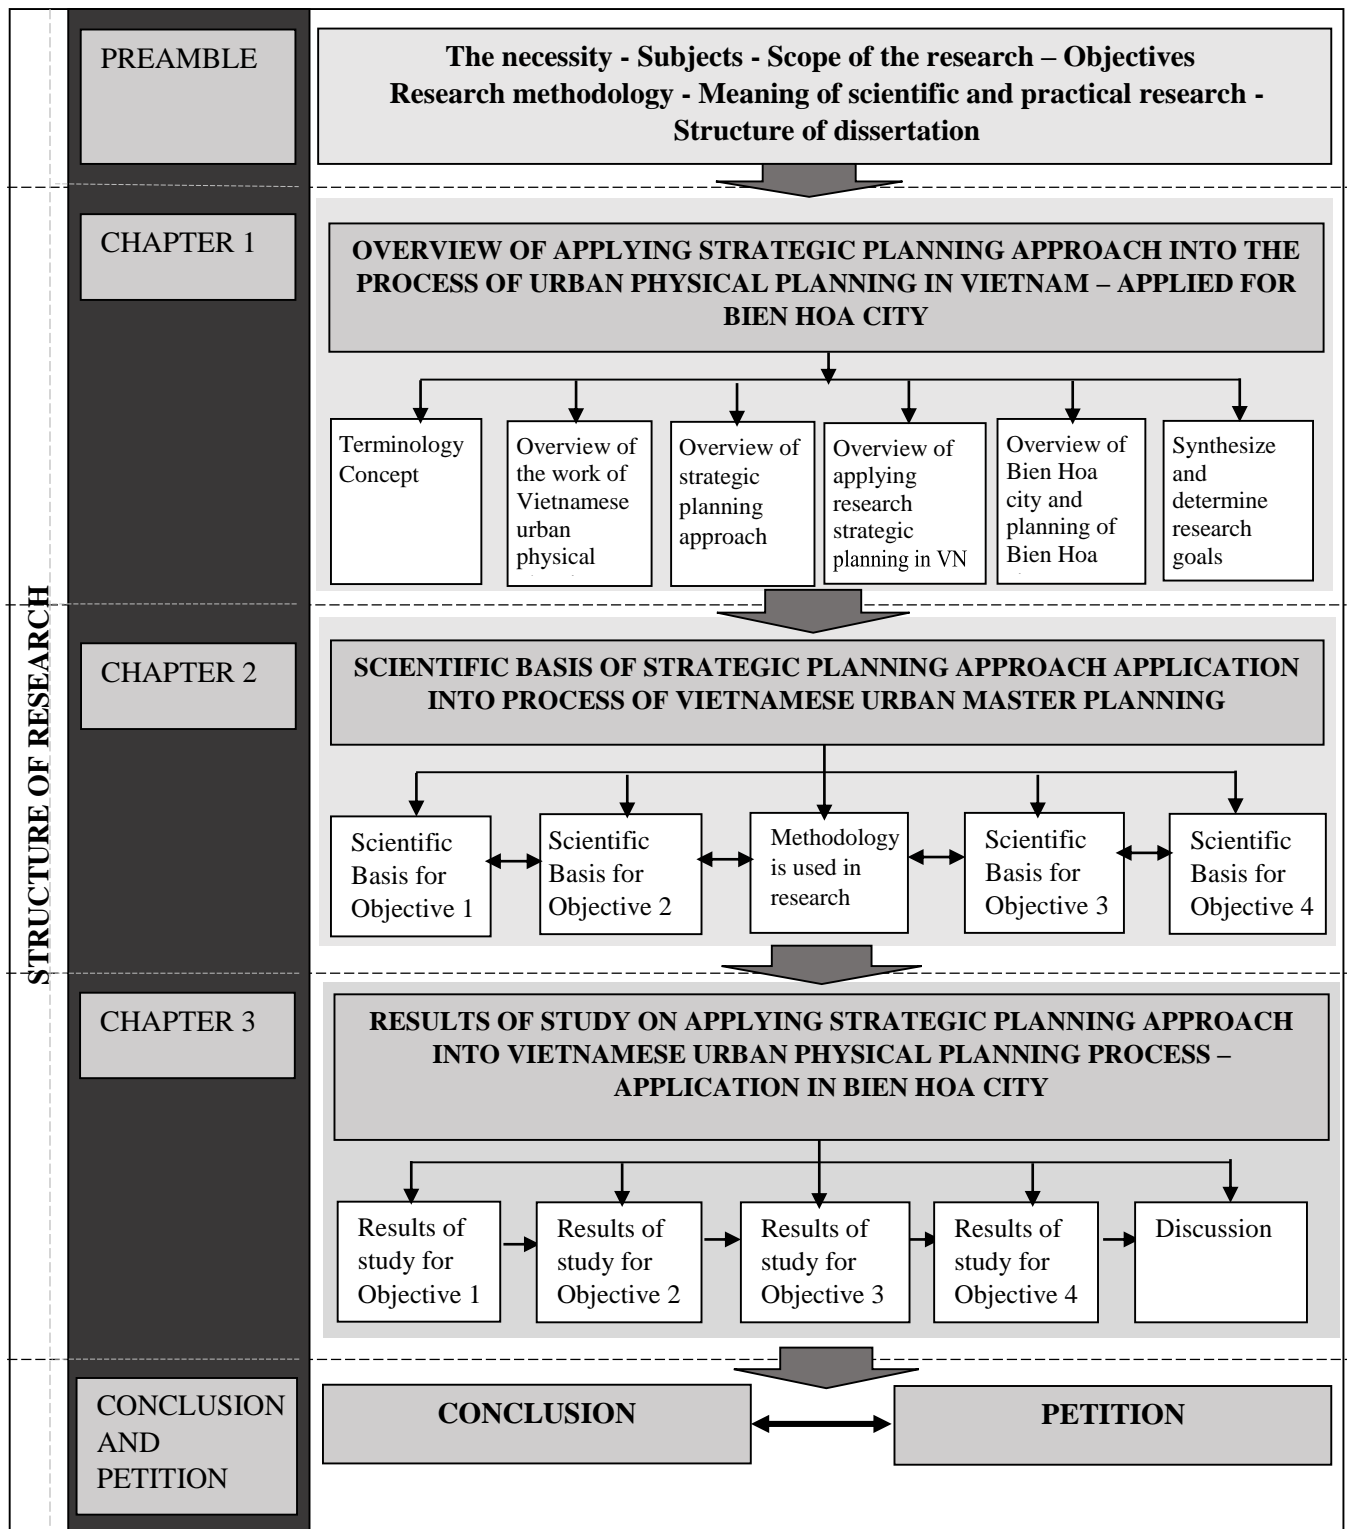 STRUCTURE OF RESEARCH
PREAMBLE
The necessity - Subjects - Scope of the research – Objectives
Research methodology - Meaning of scientific and practical research -
Structure of dissertation
CHAPTER 1
OVERVIEW OF APPLYING STRATEGIC PLANNING APPROACH INTO THE
PROCESS OF URBAN PHYSICAL PLANNING IN VIETNAM – APPLIED FOR
BIEN HOA CITY
Terminology
Concept
Overview of
the work of
Vietnamese
urban
physical
Overview of
strategic
planning
approach
Overview of
applying
research
strategic
planning in VN
Overview of
Bien Hoa
city and
planning of
Bien Hoa
Synthesize
and
determine
research
goals
CHAPTER 2
SCIENTIFIC BASIS OF STRATEGIC PLANNING APPROACH APPLICATION
INTO PROCESS OF VIETNAMESE URBAN MASTER PLANNING
Scientific
Basis for
Objective 1
Scientific
Basis for
Objective 2
Methodology
is used in
research
Scientific
Basis for
Objective 3
Scientific
Basis for
Objective 4
CHAPTER 3
RESULTS OF STUDY ON APPLYING STRATEGIC PLANNING APPROACH
INTO VIETNAMESE URBAN PHYSICAL PLANNING PROCESS –
APPLICATION IN BIEN HOA CITY
Results of
study for
Objective 1
Results of
study for
Objective 2
Results of
study for
Objective 3
Results of
study for
Objective 4
Discussion
CONCLUSION
AND
PETITION
CONCLUSION
PETITION